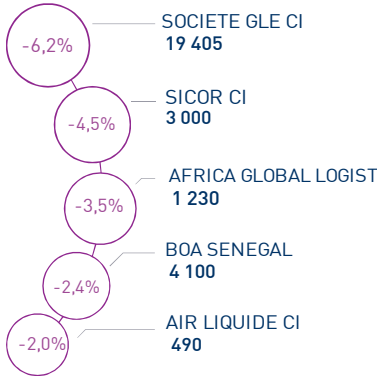 -6,2%
SOCIETE GLE CI
19 405
-4,5%
SICOR CI
3 000
-3,5%
AFRICA GLOBAL LOGIST
1 230
-2,4%
BOA SENEGAL
4 100
-2,0%
AIR LIQUIDE CI
490